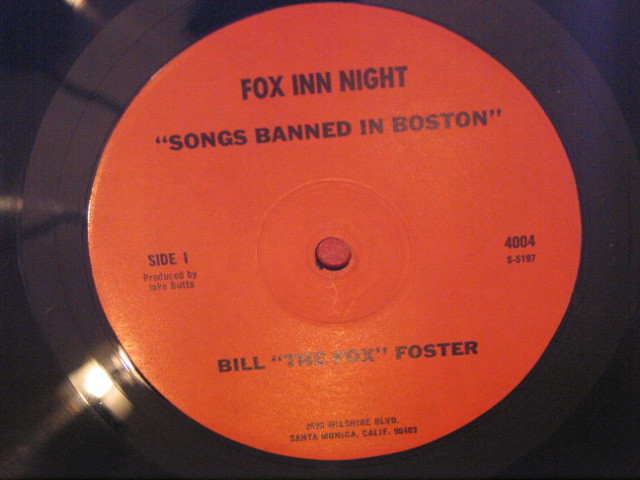 FOX INN NIGHT
"SONGS BANNED IN BOSTON"
SIDE 1
Produced by
Jake Butts
4004
S-5197
BILL "THE FOX" FOSTER
WILSHIRE BLVD.
SANTA MONICA, CALIF. 90403